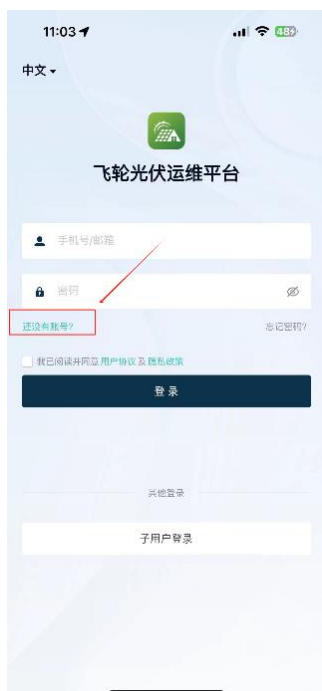 11:03
48
中文
飞轮光伏运维平台
手机号/邮箱
密码
还没有账号? 忘记密码?
我已阅读并同意 用户协议 及 隐私政策
登 录
其他登录
子用户登录